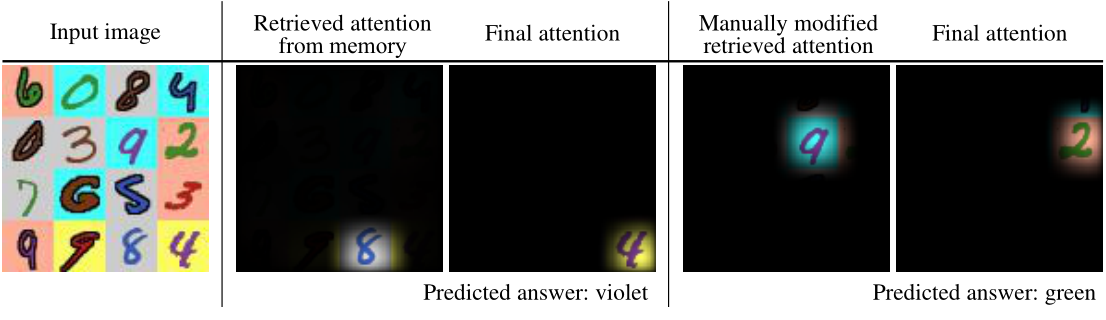 Input image
Retrieved attention
from memory
Final attention
Manually modified
retrieved attention
Final attention
6 0 8 4
0 3 9 2
7 6 5 3
9 9 8 4
8
4
9
2
Predicted answer: violet
Predicted answer: green